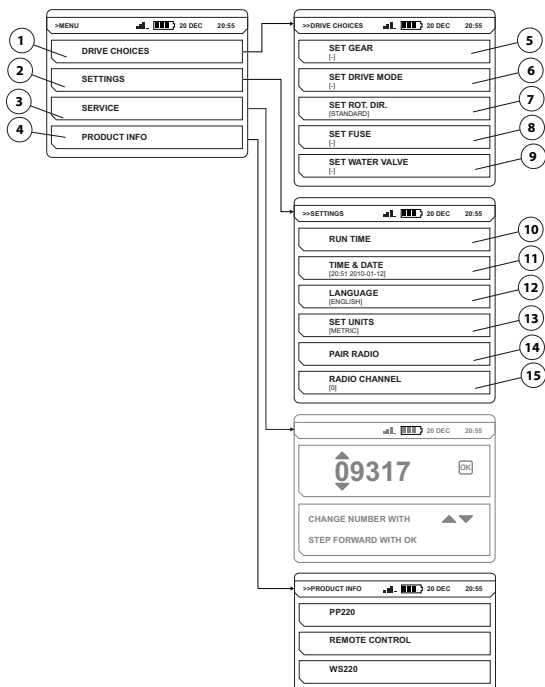 >MENU 20 DEC 20:55
1 DRIVE CHOICES
2 SETTINGS
3 SERVICE
4 PRODUCT INFO
>>DRIVE CHOICES 20 DEC 20:55
SET GEAR 5
[-]
SET DRIVE MODE 6
[-]
SET ROT. DIR. 7
[STANDARD]
SET FUSE 8
[-]
SET WATER VALVE 9
[-]
>>SETTINGS 20 DEC 20:55
RUN TIME 10
TIME & DATE 11
[20:51 2010-01-12]
LANGUAGE 12
[ENGLISH]
SET UNITS 13
[METRIC]
PAIR RADIO 14
RADIO CHANNEL 15
[0]
20 DEC 20:55
09317 OK
CHANGE NUMBER WITH
STEP FORWARD WITH OK
>>PRODUCT INFO 20 DEC 20:55
PP220
REMOTE CONTROL
WS220